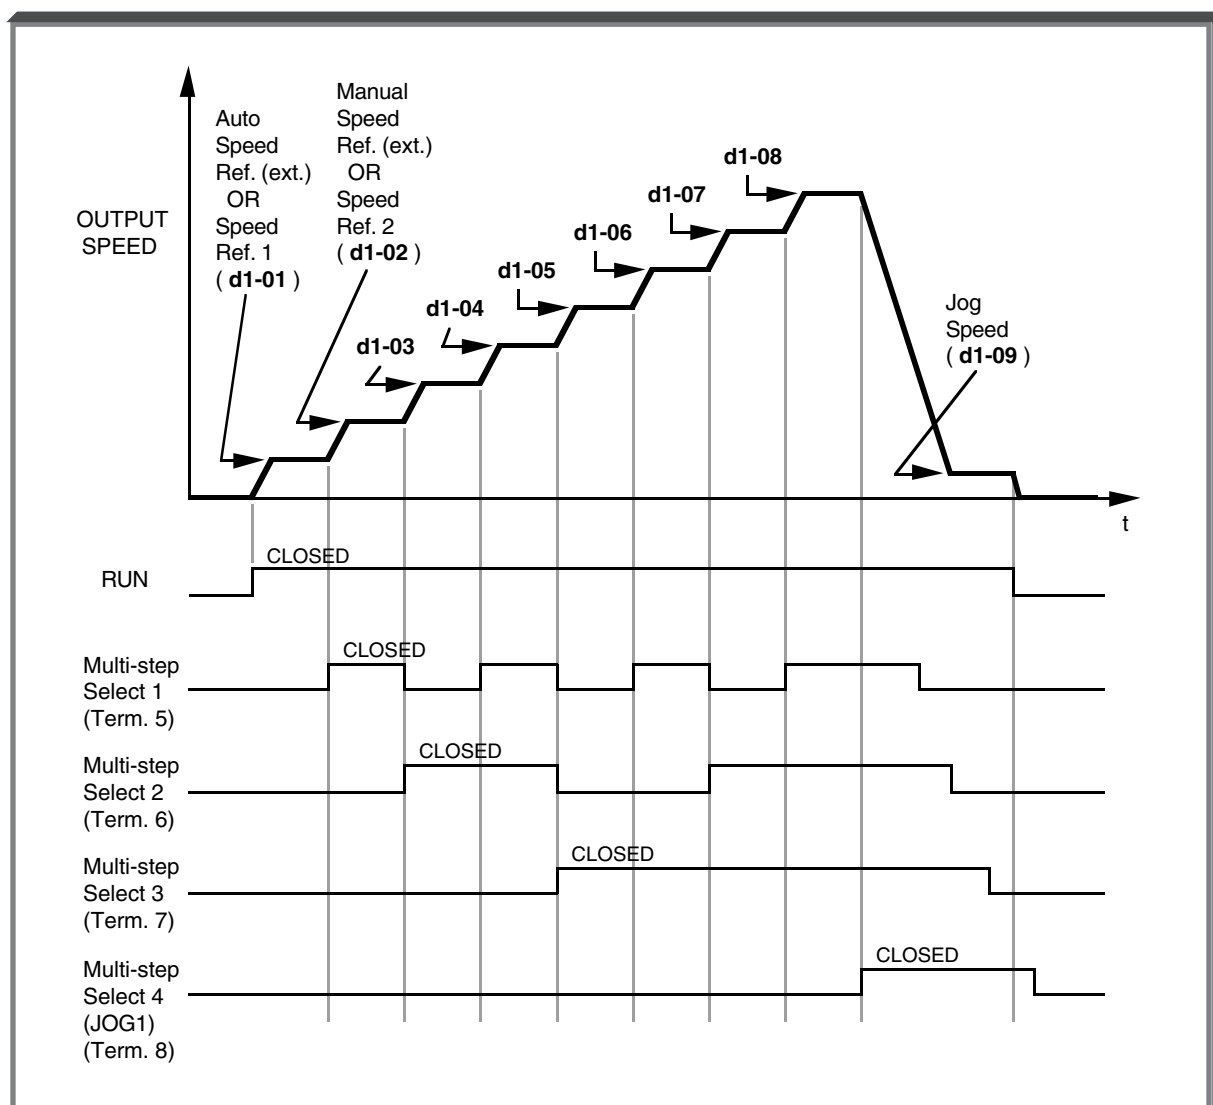 Manual
Speed
Ref. (ext.)
OR
Speed
Ref. 2
( d1-02 )
Auto
Speed
Ref. (ext.)
OR
Speed
Ref. 1
( d1-01 )
OUTPUT
SPEED
d1-08
d1-07
d1-06
d1-05
d1-04
d1-03
Jog
Speed
( d1-09 )
t
RUN
CLOSED
Multi-step
Select 1
(Term. 5)
CLOSED
Multi-step
Select 2
(Term. 6)
CLOSED
Multi-step
Select 3
(Term. 7)
CLOSED
Multi-step
Select 4
(JOG1)
(Term. 8)
CLOSED